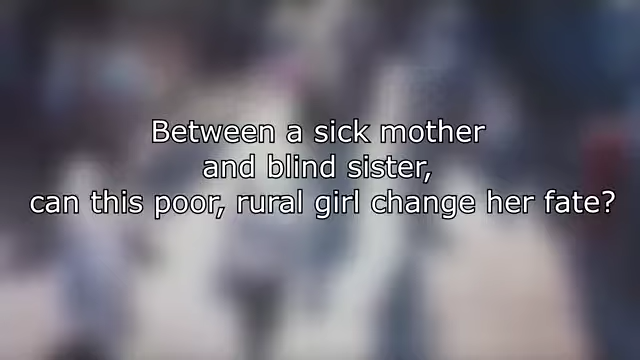 Between a sick mother
and blind sister,
can this poor, rural girl change her fate?